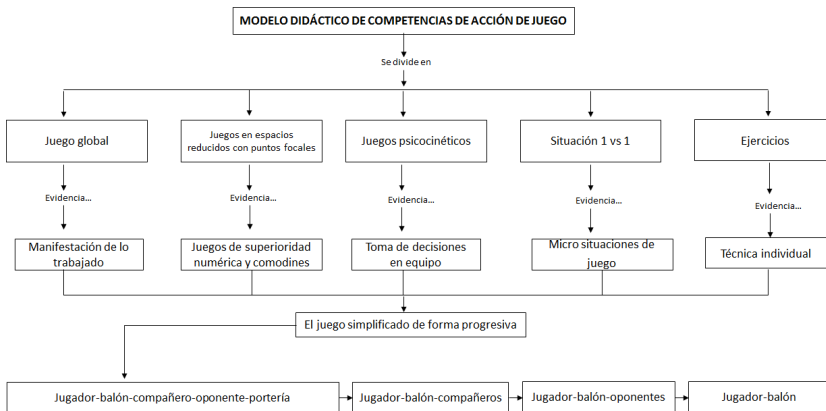 MODELO DIDÁCTICO DE COMPETENCIAS DE ACCIÓN DE JUEGO
Se divide en
Juego global
Juegos en espacios
reducidos con puntos focales
Juegos psicocinéticos
Situación 1 vs 1
Ejercicios
Evidencia...
Evidencia...
Evidencia...
Evidencia...
Evidencia...
Manifestación de lo
trabajado
Juegos de superioridad
numérica y comodines
Toma de decisiones
en equipo
Micro situaciones de
juego
Técnica individual
El juego simplificado de forma progresiva
Jugador-balón-compañero-oponente-portería
Jugador-balón-compañeros
Jugador-balón-oponentes
Jugador-balón